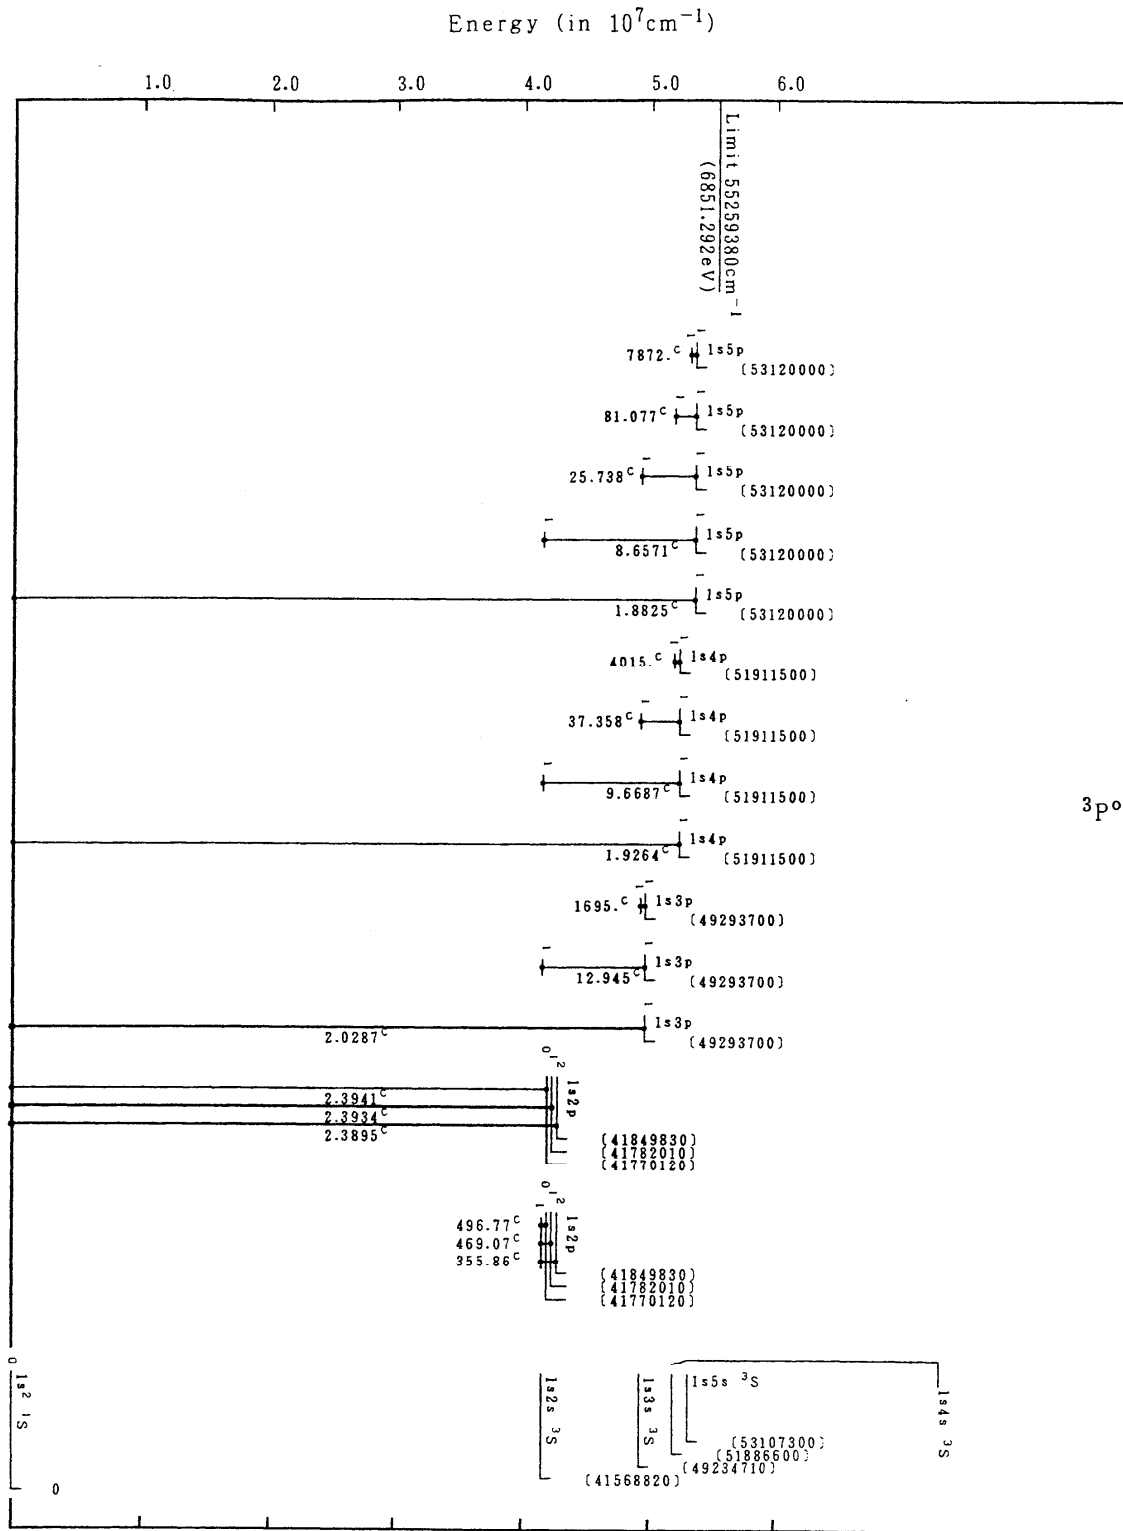 Energy (in 10⁷cm⁻¹)
1.0 2.0 3.0 4.0 5.0 6.0
Limit 55259380cm⁻¹
(6851.292eV)
7872.ᶜ 1s5p
(53120000)
81.077ᶜ 1s5p
(53120000)
25.738ᶜ 1s5p
(53120000)
8.6571ᶜ 1s5p
(53120000)
1.8825ᶜ 1s5p
(53120000)
4015.ᶜ 1s4p
(51911500)
37.358ᶜ 1s4p
(51911500)
9.6687ᶜ 1s4p
(51911500)
³P°
1.9264ᶜ 1s4p
(51911500)
1695.ᶜ 1s3p
(49293700)
12.945ᶜ 1s3p
(49293700)
2.0287ᶜ 1s3p
(49293700)
0 1 2
1s2p
2.3941ᶜ
2.3934ᶜ
2.3895ᶜ
(41849830)
(41782010)
(41770120)
1 0 1 2
1s2p
496.77ᶜ
469.07ᶜ
355.86ᶜ
(41849830)
(41782010)
(41770120)
0
1s² ¹S
1s2s ³S
1s3s ³S
1s5s ³S
1s4s ³S
(53107300)
(51886600)
(49234710)
(41568820)
0